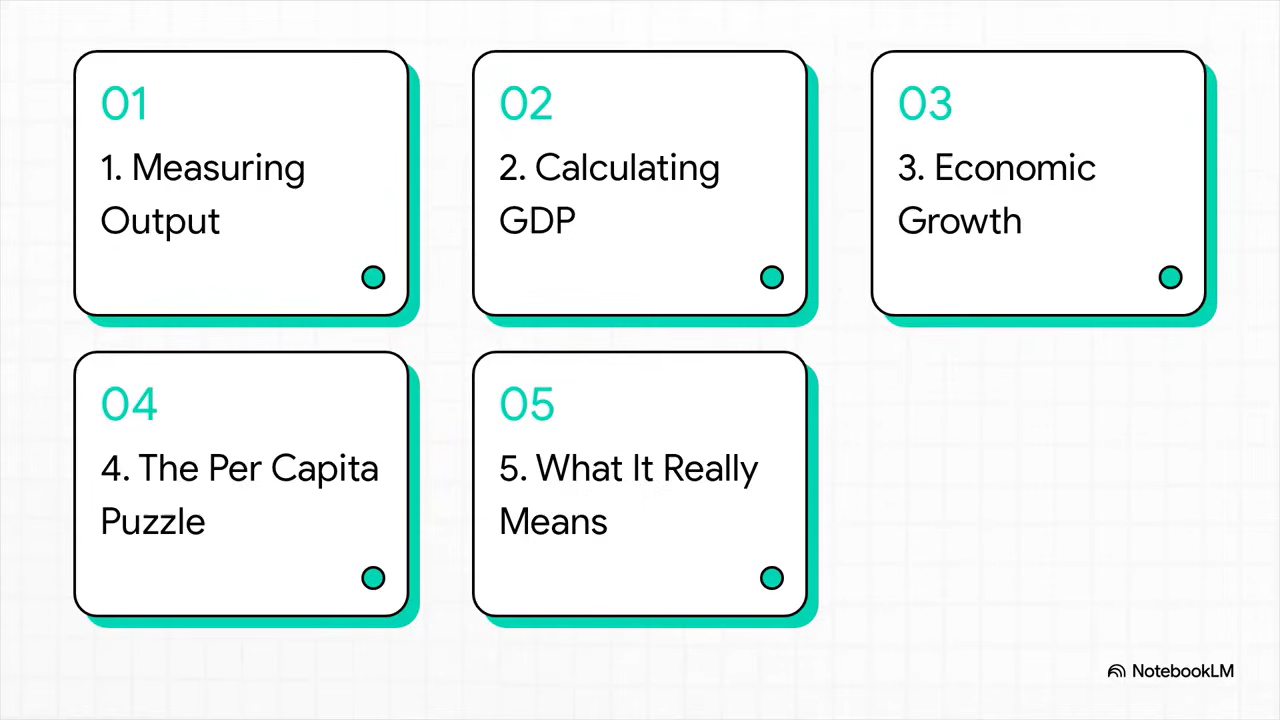 01
1. Measuring
Output
02
2. Calculating
GDP
03
3. Economic
Growth
04
4. The Per Capita
Puzzle
05
5. What It Really
Means
NotebookLM